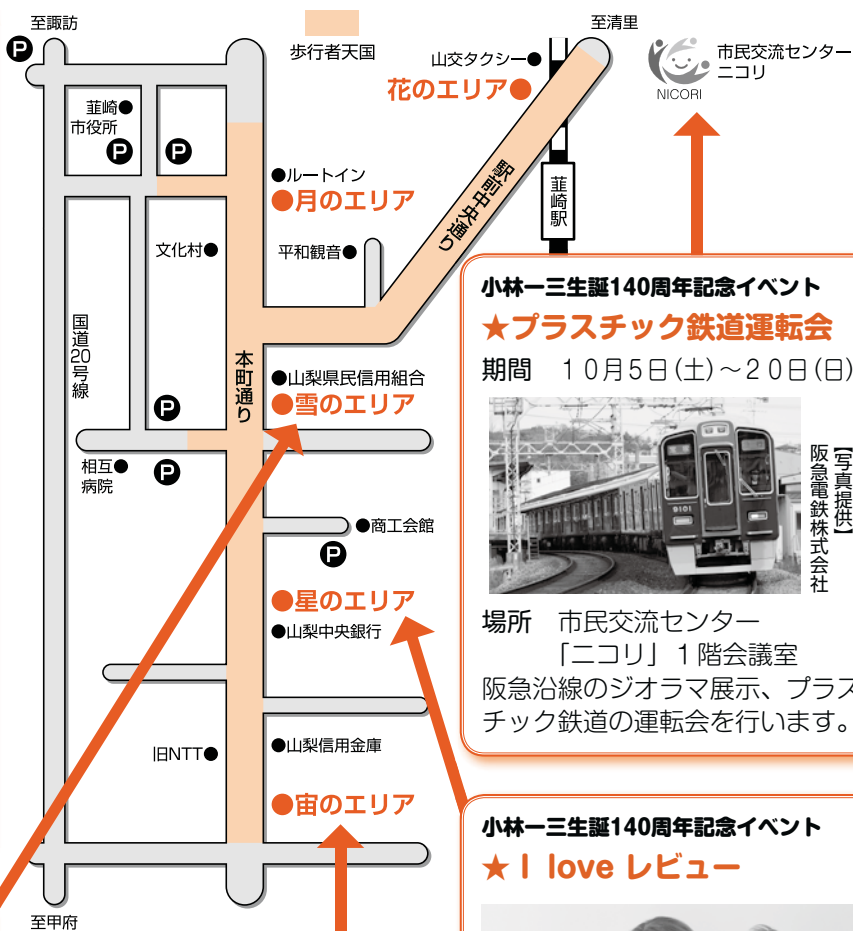 至諏訪
P
歩行者天国
至清里
山交タクシー●
花のエリア●
市民交流センター
ニコリ
NICORI
韮崎●
市役所
P
P
●ルートイン
●月のエリア
駅前中央通り
韮崎駅
文化村●
平和観音●
国道20号線
本町通り
●山梨県民信用組合
●雪のエリア
P
相互●
病院
P
●商工会館
P
●星のエリア
●山梨中央銀行
旧NTT●
●山梨信用金庫
●宙のエリア
至甲府
小林一三生誕140周年記念イベント
★プラスチック鉄道運転会
期間 10月5日(土)~20日(日)
9101
【写真提供】
阪急電鉄株式会社
場所 市民交流センター
「ニコリ」1階会議室
阪急沿線のジオラマ展示、プラス
チック鉄道の運転会を行います。
小林一三生誕140周年記念イベント
★I love レビュー